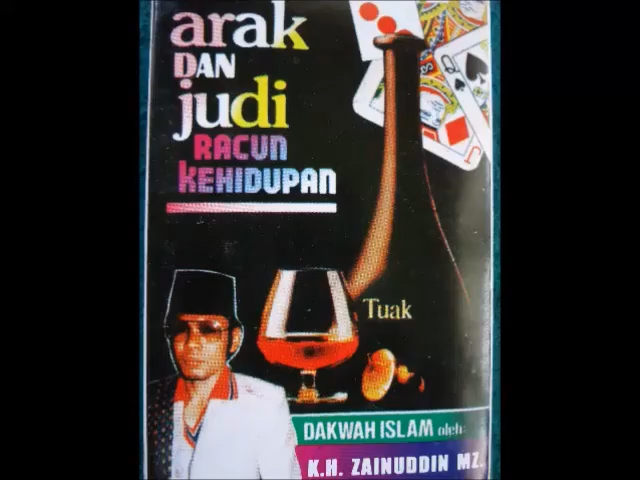 arak
DAN
judi
RACUN
KEHIDUPAN
Tuak
DAKWAH ISLAM oleh:
K.H. ZAINUDDIN MZ.